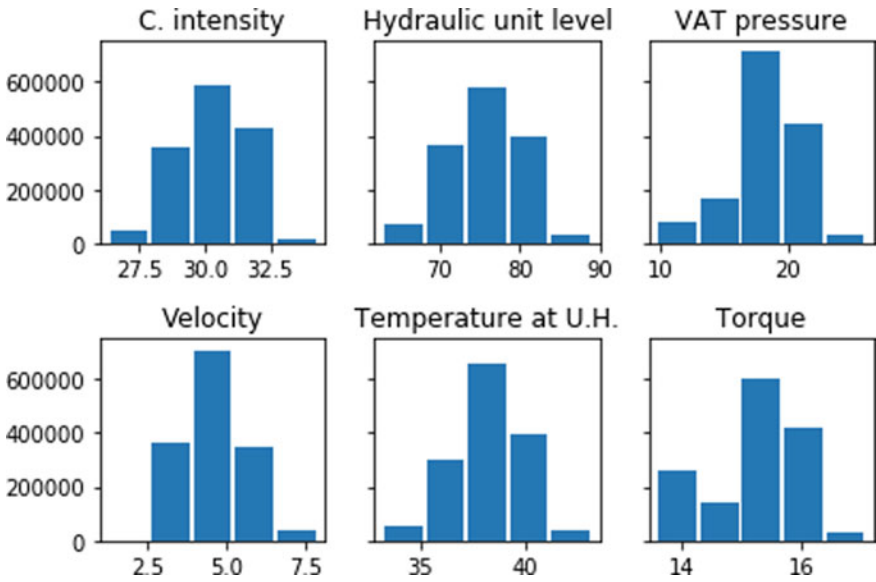 C. intensity Hydraulic unit level VAT pressure
600000
400000
200000
0
27.5 30.0 32.5 70 80 90 10 20
Velocity Temperature at U.H. Torque
600000
400000
200000
0
2.5 5.0 7.5 35 40 14 16